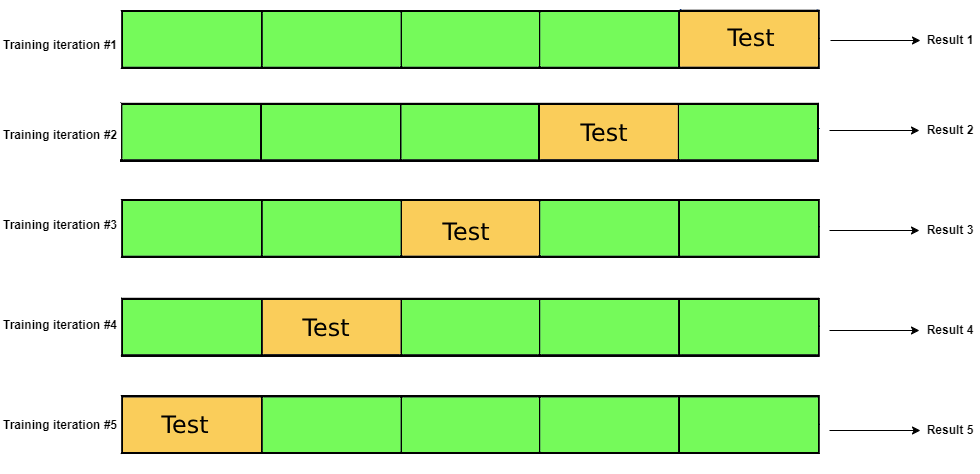 Training iteration #1
Test
Result 1
Training iteration #2
Test
Result 2
Training iteration #3
Test
Result 3
Training iteration #4
Test
Result 4
Training iteration #5
Test
Result 5